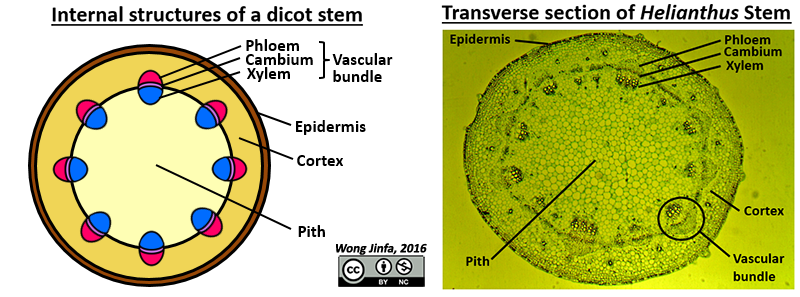 Internal structures of a dicot stem
Phloem
Cambium
Xylem
Vascular
bundle
Epidermis
Cortex
Pith
Wong Jinfa, 2016
cc
BY NC
Transverse section of Helianthus Stem
Epidermis
Phloem
Cambium
Xylem
Cortex
Pith
Vascular
bundle